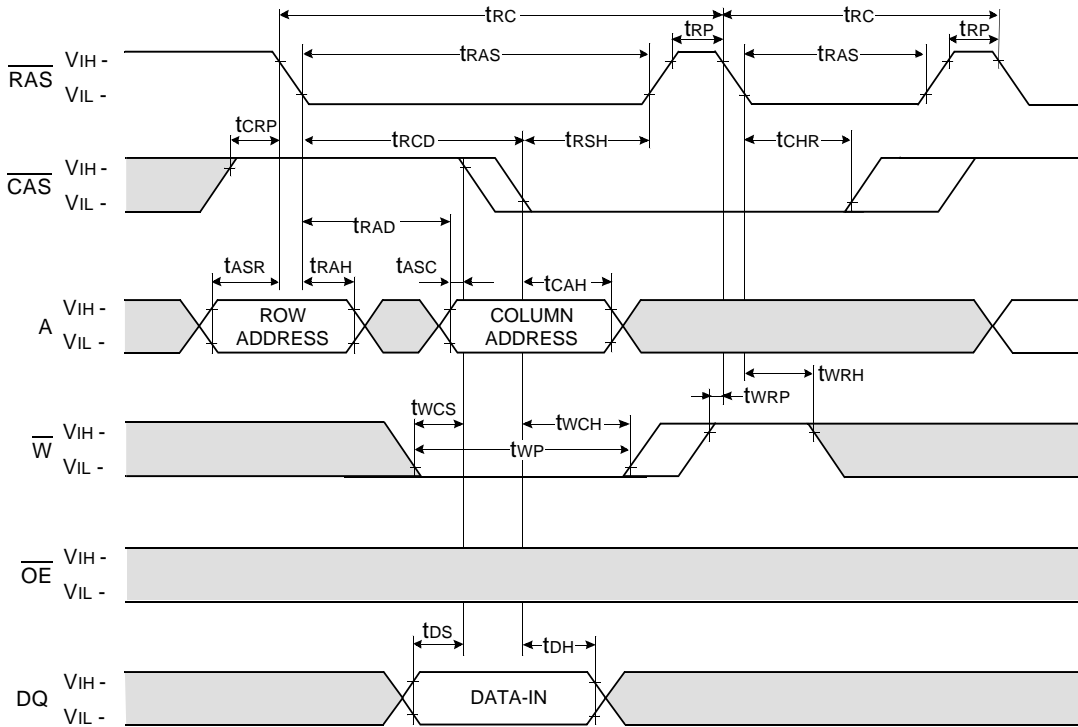 tRC tRC
tRP tRP
tRAS tRAS
RAS VIH -
VIL -
tCRP tRCD tRSH tCHR
CAS VIH -
VIL -
tRAD
tASR tRAH tASC tCAH
A VIH -
VIL -
ROW
ADDRESS
COLUMN
ADDRESS
tWRH
tWRP
tWCS tWCH
tWP
W VIH -
VIL -
OE VIH -
VIL -
tDS tDH
DQ VIH -
VIL -
DATA-IN